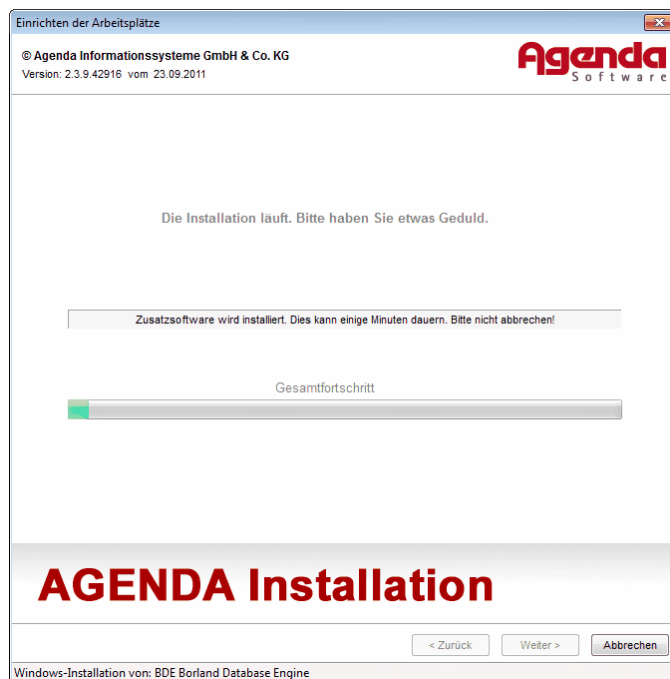 Einrichten der Arbeitsplätze
© Agenda Informationssysteme GmbH & Co. KG
Version: 2.3.9.42916 vom 23.09.2011
Agenda
Software
Die Installation läuft. Bitte haben Sie etwas Geduld.
Zusatzsoftware wird installiert. Dies kann einige Minuten dauern. Bitte nicht abbrechen!
Gesamtfortschritt
AGENDA Installation
< Zurück
Weiter >
Abbrechen
Windows-Installation von: BDE Borland Database Engine